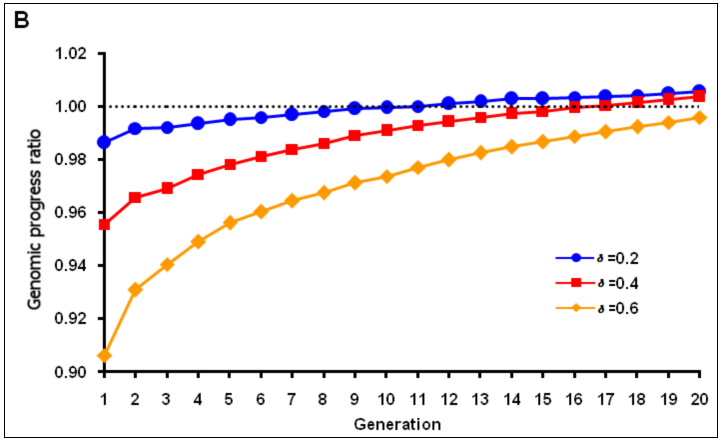 B
Genomic progress ratio
1.02
1.00
0.98
0.96
0.94
0.92
0.90
δ =0.2
δ =0.4
δ =0.6
1 2 3 4 5 6 7 8 9 10 11 12 13 14 15 16 17 18 19 20
Generation